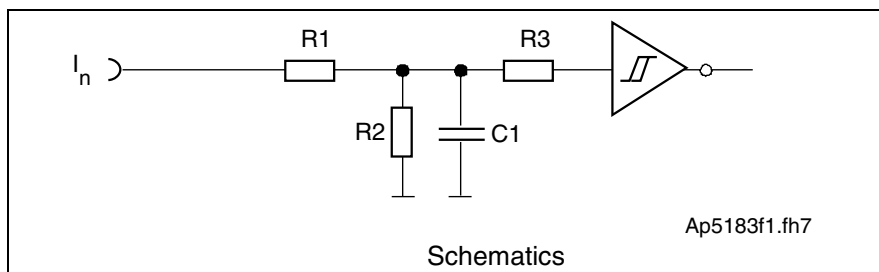 R1
R3
In
R2
C1
Ap5183f1.fh7
Schematics